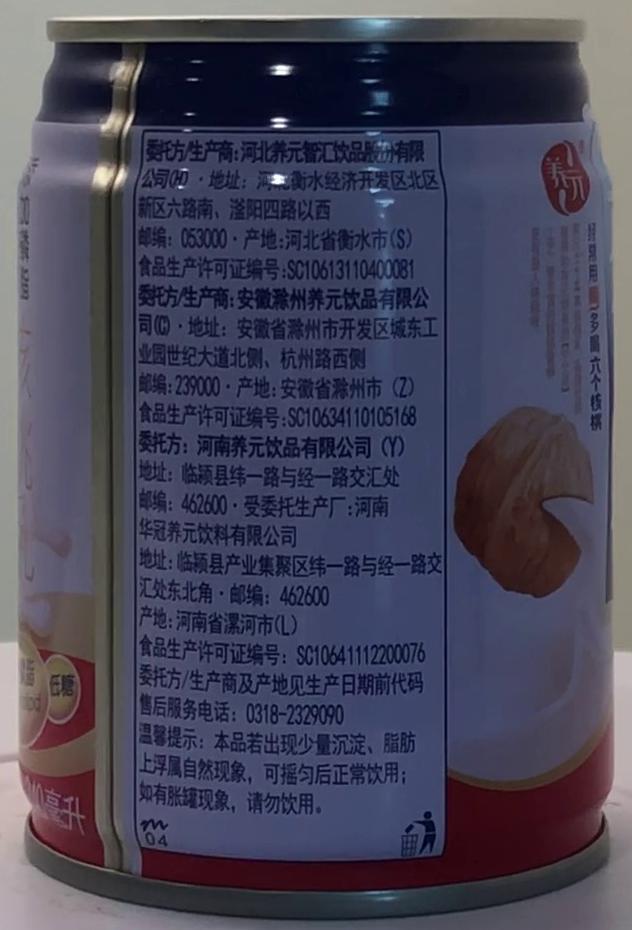 委托方/生产商:河北养元智汇饮品股份有限
公司(H)·地址:河北衡水经济开发区北区
新区六路南、滏阳四路以西
邮编:053000·产地:河北省衡水市(S)
食品生产许可证编号:SC10613110400081
委托方/生产商:安徽滁州养元饮品有限公
司(C)·地址:安徽省滁州市开发区城东工
业园世纪大道北侧、杭州路西侧
邮编:239000·产地:安徽省滁州市(Z)
食品生产许可证编号:SC10634110105168
委托方:河南养元饮品有限公司(Y)
地址:临颍县纬一路与经一路交汇处
邮编:462600·受委托生产厂:河南
华冠养元饮料有限公司
地址:临颍县产业集聚区纬一路与经一路交
汇处东北角·邮编:462600
产地:河南省漯河市(L)
食品生产许可证编号:SC10641112200076
委托方/生产商及产地见生产日期前代码
售后服务电话:0318-2329090
温馨提示:本品若出现少量沉淀、脂肪
上浮属自然现象,可摇匀后正常饮用;
如有胀罐现象,请勿饮用。
04
养元
经常用脑 多喝六个核桃
低糖
毫升